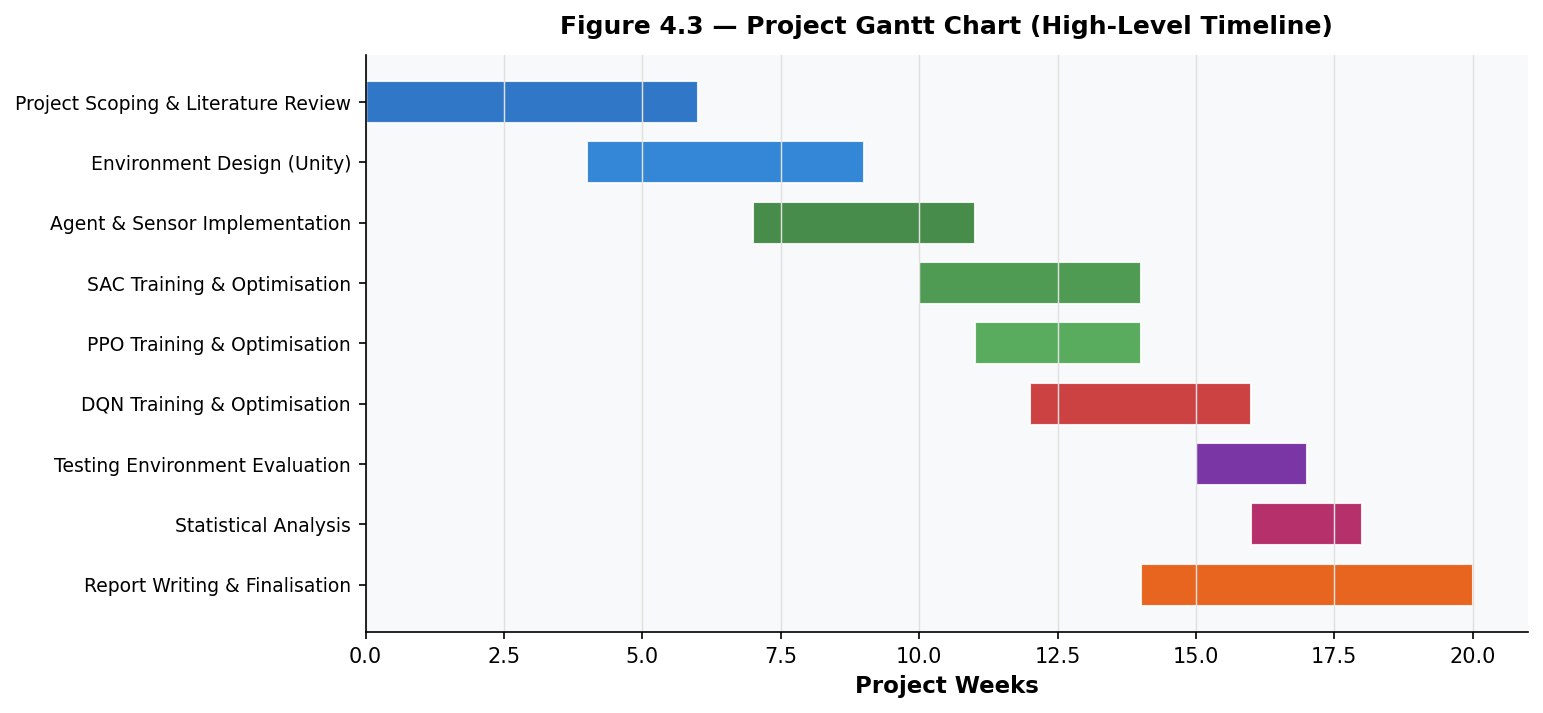 Figure 4.3 — Project Gantt Chart (High-Level Timeline)
Project Scoping & Literature Review
Environment Design (Unity)
Agent & Sensor Implementation
SAC Training & Optimisation
PPO Training & Optimisation
DQN Training & Optimisation
Testing Environment Evaluation
Statistical Analysis
Report Writing & Finalisation
0.0 2.5 5.0 7.5 10.0 12.5 15.0 17.5 20.0
Project Weeks